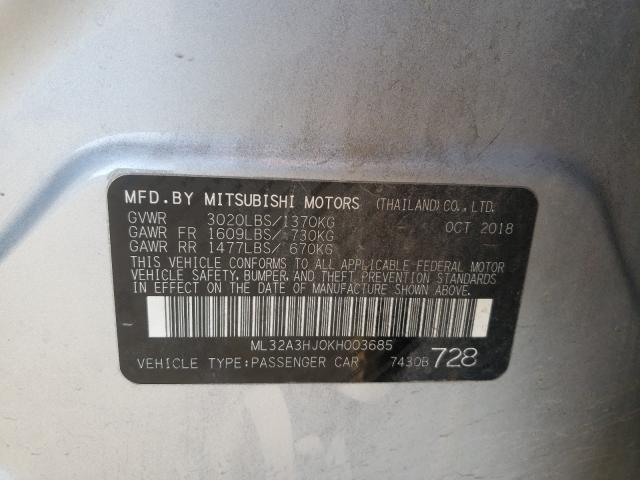 MFD.BY MITSUBISHI MOTORS (THAILAND) CO., LTD.
GVWR 3020LBS/1370KG OCT 2018
GAWR FR 1609LBS/ 730KG
GAWR RR 1477LBS/ 670KG
THIS VEHICLE CONFORMS TO ALL APPLICABLE FEDERAL MOTOR
VEHICLE SAFETY, BUMPER, AND THEFT PREVENTION STANDARDS
IN EFFECT ON THE DATE OF MANUFACTURE SHOWN ABOVE.
ML32A3HJ0KH003685
VEHICLE TYPE:PASSENGER CAR 7430B 728